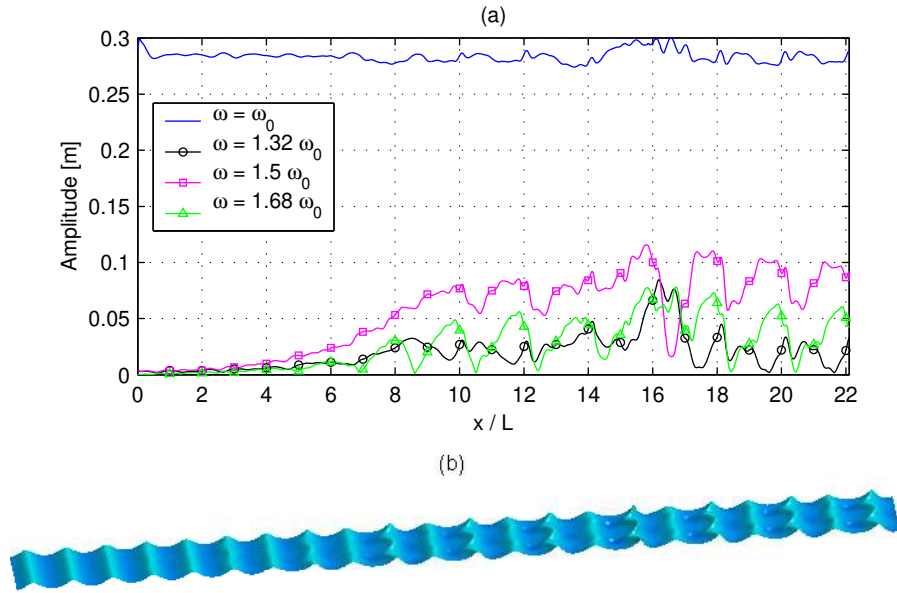 (a)
0.3
0.25
0.2
0.15
0.1
0.05
0
Amplitude [m]
ω = ω₀
ω = 1.32 ω₀
ω = 1.5 ω₀
ω = 1.68 ω₀
0 2 4 6 8 10 12 14 16 18 20 22
x / L
(b)